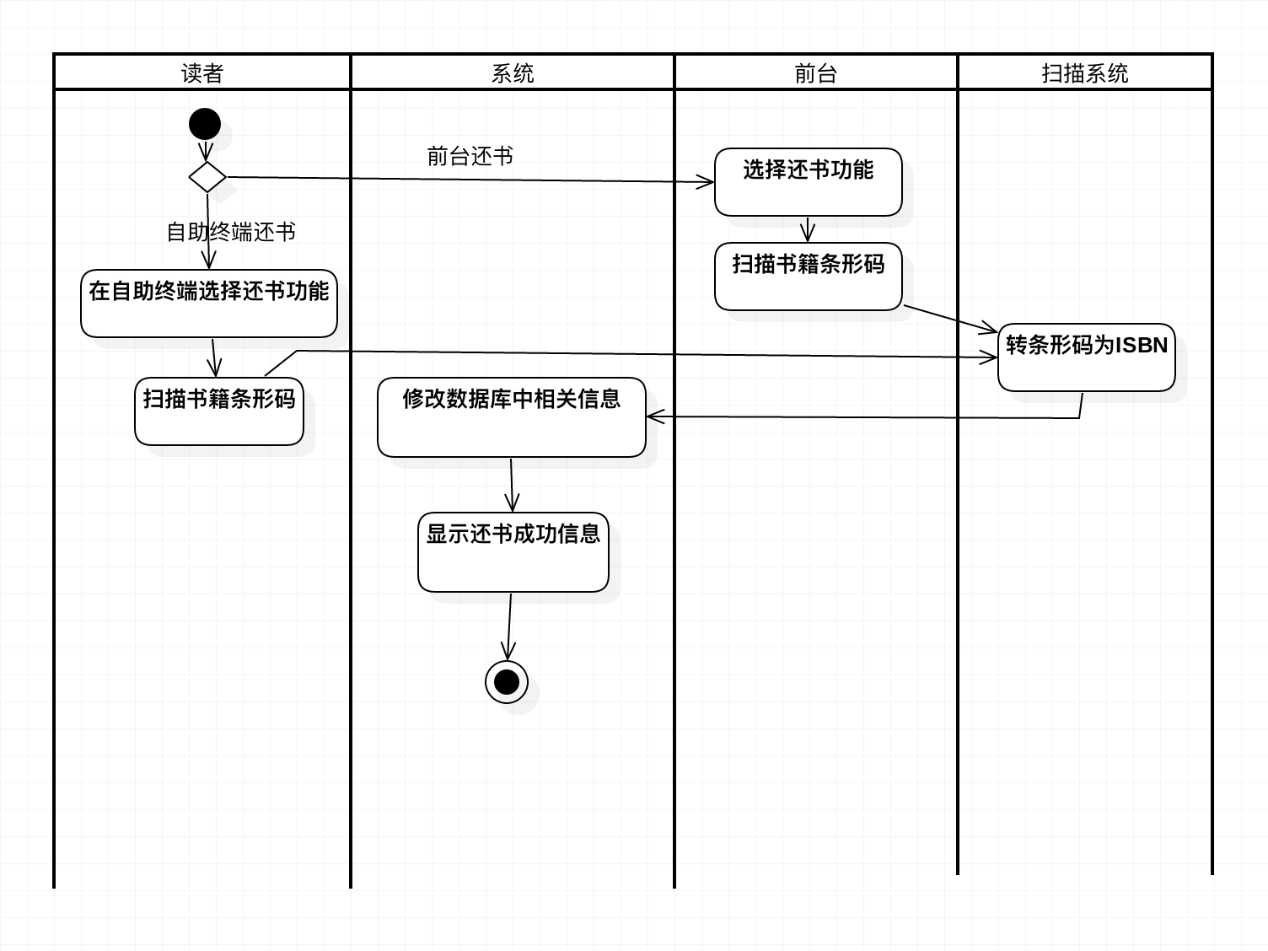 读者
系统
前台
扫描系统
前台还书
选择还书功能
自助终端还书
扫描书籍条形码
在自助终端选择还书功能
转条形码为ISBN
扫描书籍条形码
修改数据库中相关信息
显示还书成功信息